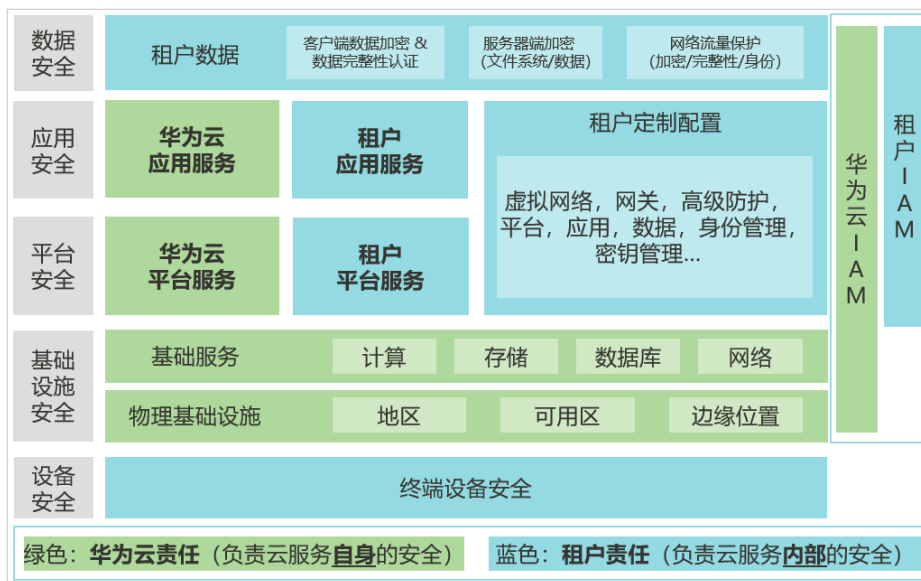 数据
安全
租户数据
客户端数据加密 &
数据完整性认证
服务器端加密
(文件系统/数据)
网络流量保护
(加密/完整性/身份)
应用
安全
华为云
应用服务
租户
应用服务
租户定制配置
虚拟网络，网关，高级防护，
平台，应用，数据，身份管理，
密钥管理...
平台
安全
华为云
平台服务
租户
平台服务
基础
设施
安全
基础服务
计算
存储
数据库
网络
物理基础设施
地区
可用区
边缘位置
设备
安全
终端设备安全
华为云IAM
租户IAM
绿色：华为云责任（负责云服务自身的安全）
蓝色：租户责任（负责云服务内部的安全）